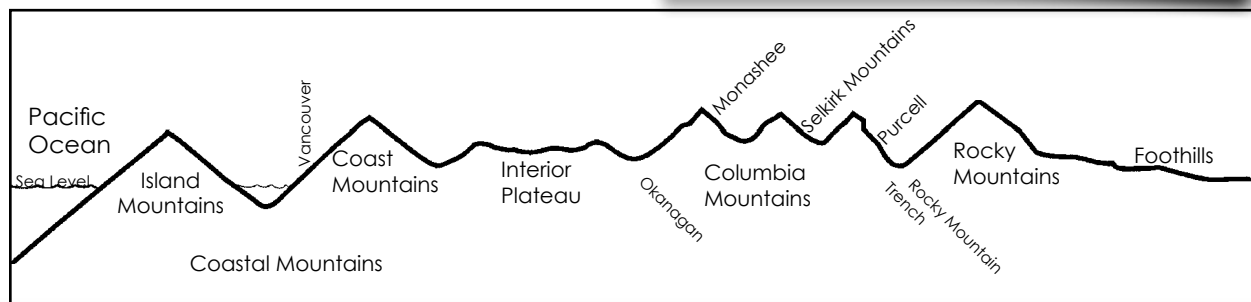 Pacific
Ocean
Sea Level
Island
Mountains
Coastal Mountains
Vancouver
Coast
Mountains
Interior
Plateau
Okanagan
Monashee
Columbia
Mountains
Selkirk Mountains
Purcell
Rocky Mountain
Trench
Rocky
Mountains
Foothills